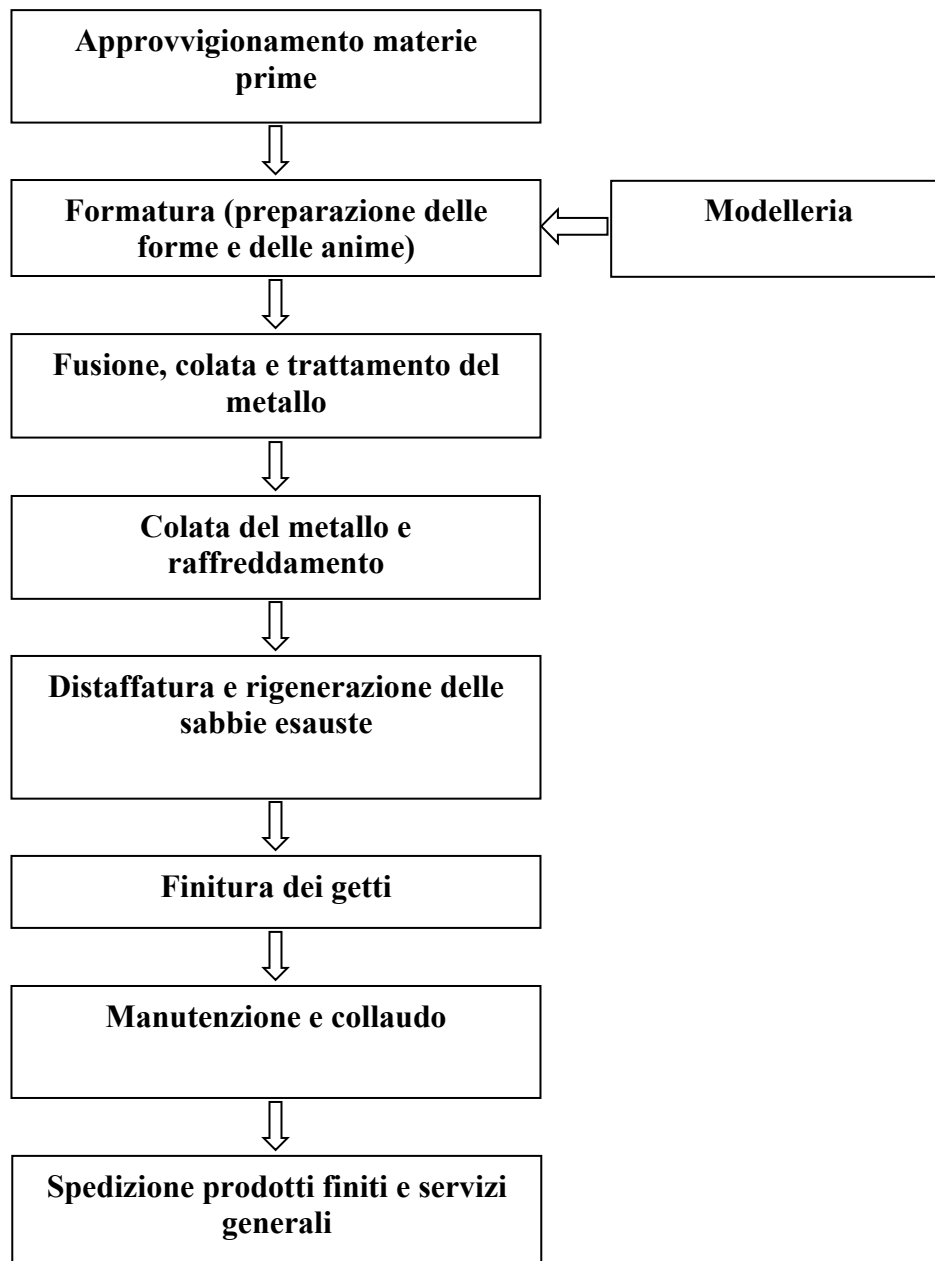 Approvvigionamento materie
prime
Formatura (preparazione delle
forme e delle anime)
Modelleria
Fusione, colata e trattamento del
metallo
Colata del metallo e
raffreddamento
Distaffatura e rigenerazione delle
sabbie esauste
Finitura dei getti
Manutenzione e collaudo
Spedizione prodotti finiti e servizi
generali